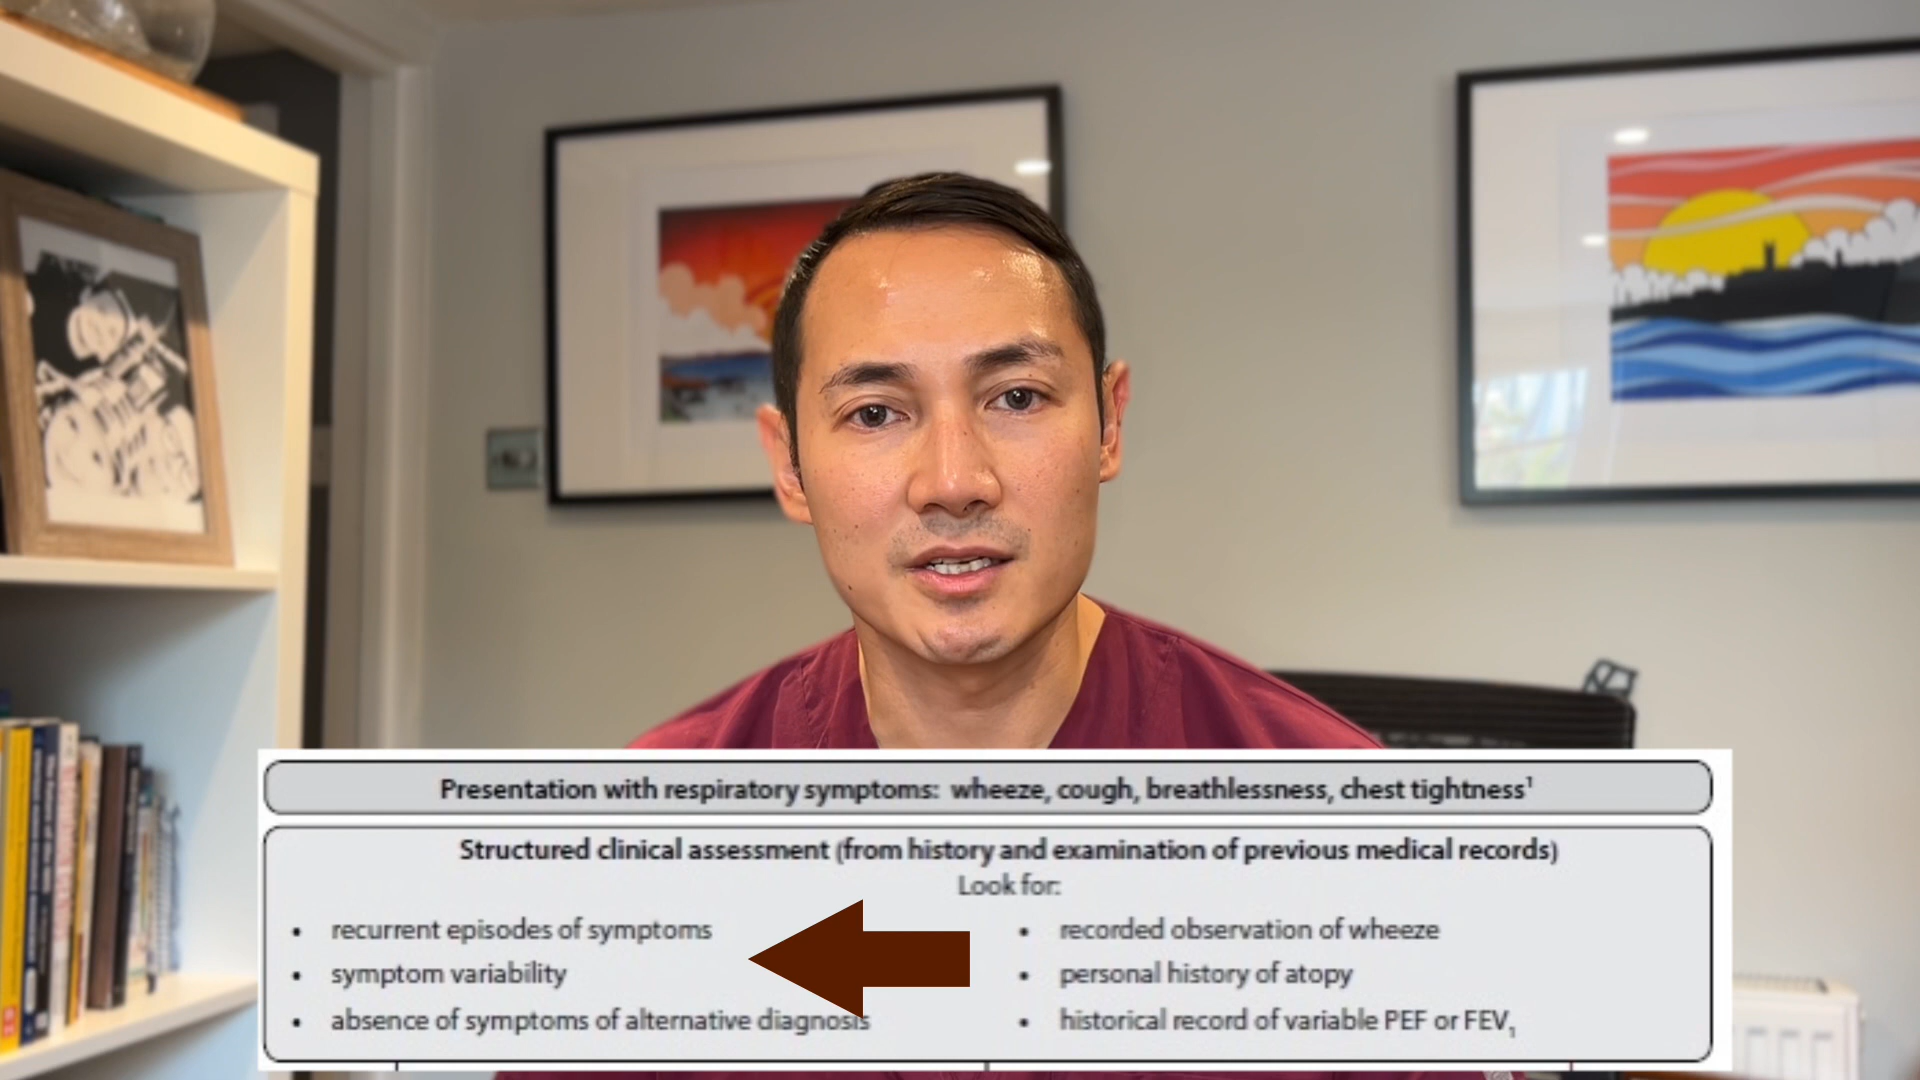 Presentation with respiratory symptoms: wheeze, cough, breathlessness, chest tightness¹
Structured clinical assessment (from history and examination of previous medical records)
Look for:
• recurrent episodes of symptoms
• symptom variability
• absence of symptoms of alternative diagnosis
• recorded observation of wheeze
• personal history of atopy
• historical record of variable PEF or FEV₁